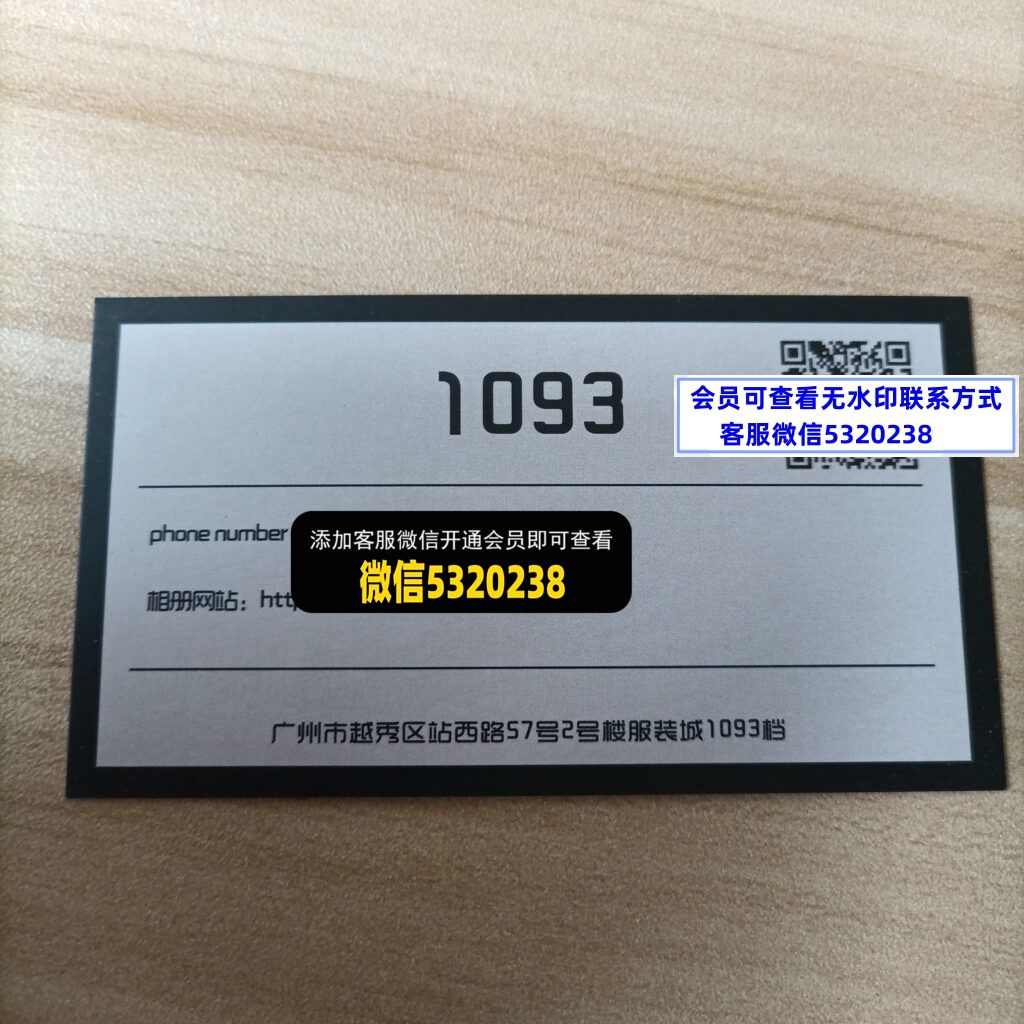 1093
会员可查看无水印联系方式
客服微信5320238
phone number
添加客服微信开通会员即可查看
微信5320238
相册网站：http
广州市越秀区站西路57号2号楼服装城1093档